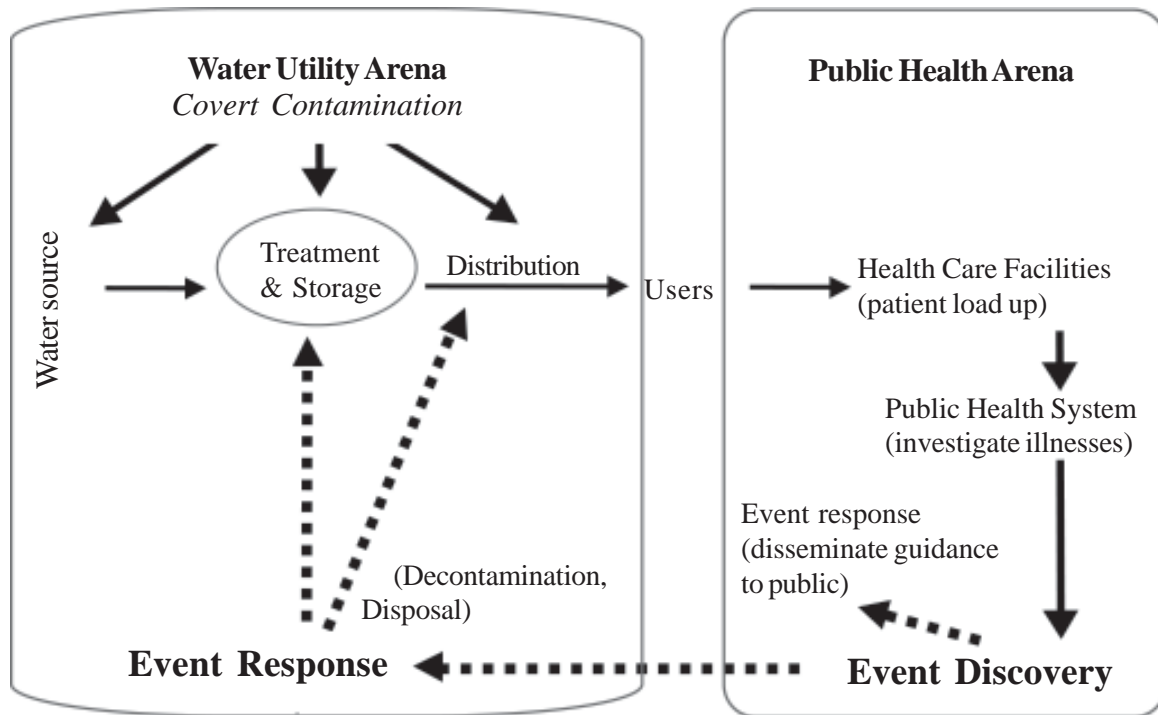 Water Utility Arena
Covert Contamination
Water source
Treatment
& Storage
Distribution
Users
(Decontamination,
Disposal)
Event Response
Public Health Arena
Health Care Facilities
(patient load up)
Public Health System
(investigate illnesses)
Event response
(disseminate guidance
to public)
Event Discovery